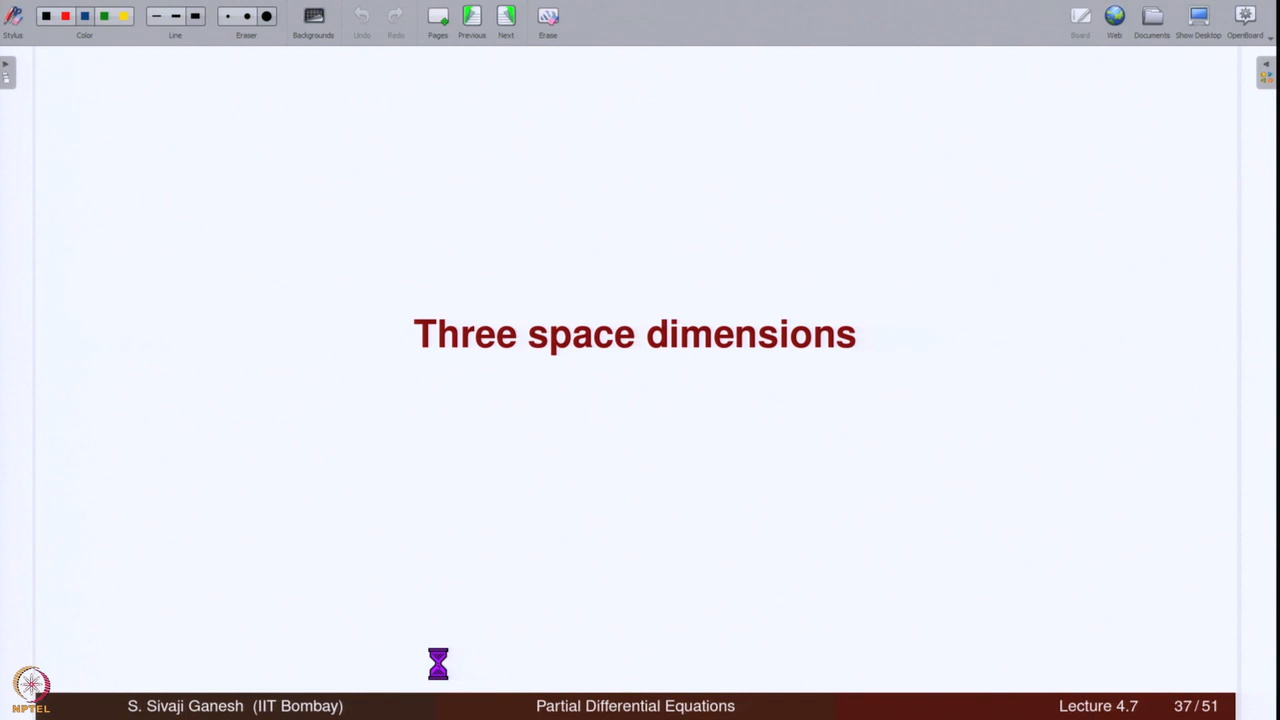 Stylus
Color
Line
Eraser
Backgrounds
Undo
Redo
Pages
Previous
Next
Erase
Board
Web
Documents
Show Desktop
OpenBoard
Three space dimensions
NPTEL
S. Sivaji Ganesh (IIT Bombay)
Partial Differential Equations
Lecture 4.7
37 / 51